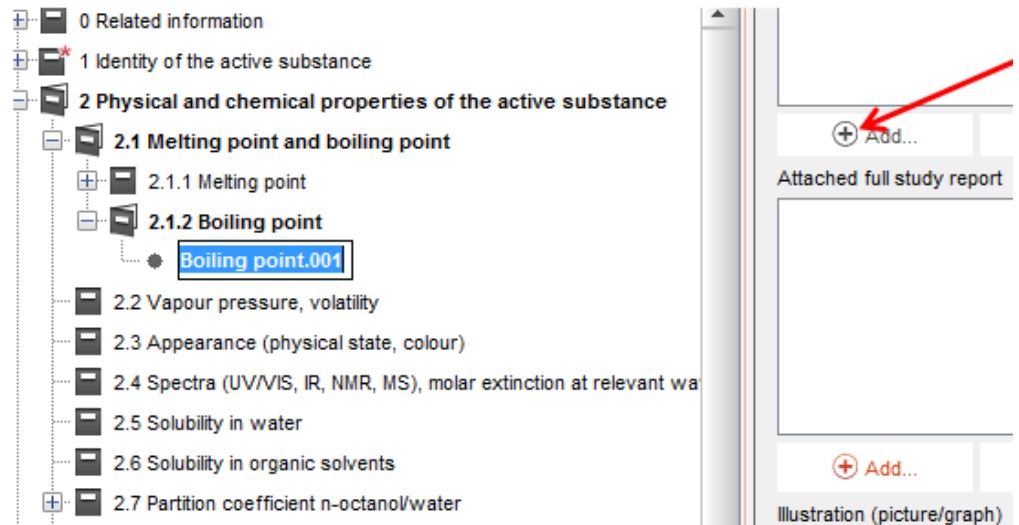 0 Related information
1 Identity of the active substance
2 Physical and chemical properties of the active substance
2.1 Melting point and boiling point
2.1.1 Melting point
2.1.2 Boiling point
Boiling point.001
2.2 Vapour pressure, volatility
2.3 Appearance (physical state, colour)
2.4 Spectra (UV/VIS, IR, NMR, MS), molar extinction at relevant
2.5 Solubility in water
2.6 Solubility in organic solvents
2.7 Partition coefficient n-octanol/water
Add...
Attached full study report
Add...
Illustration (picture/graph)